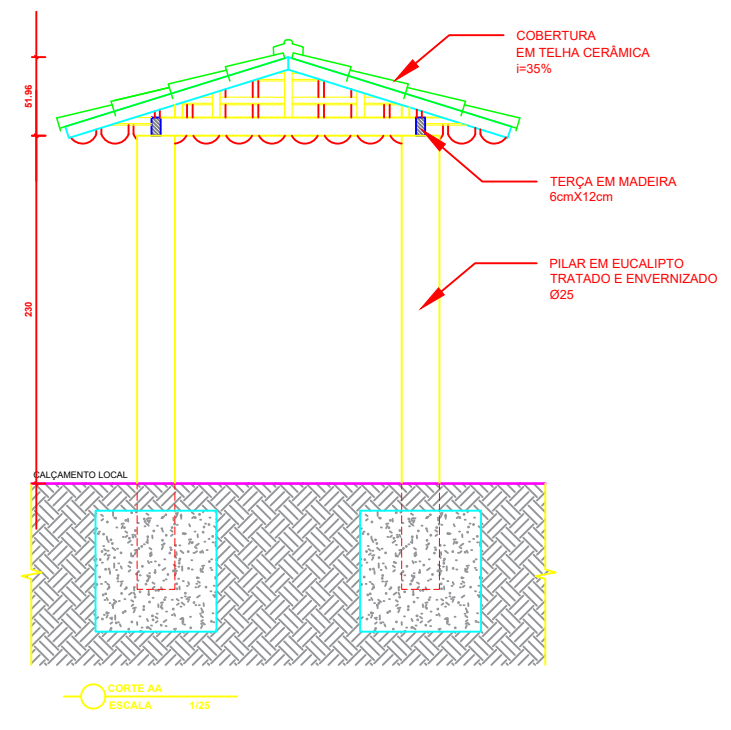 COBERTURA
EM TELHA CERÂMICA
i=35%
51.96
TERÇA EM MADEIRA
6cmX12cm
PILAR EM EUCALIPTO
TRATADO E ENVERNIZADO
Ø25
230
CALÇAMENTO LOCAL
CORTE AA
ESCALA 1/25